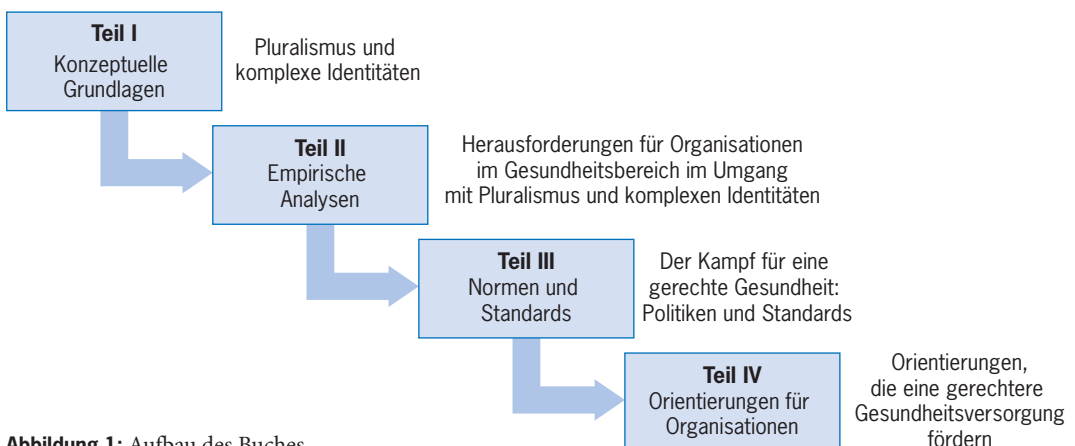 Teil I
Konzeptuelle
Grundlagen
Pluralismus und
komplexe Identitäten
Teil II
Empirische
Analysen
Herausforderungen für Organisationen
im Gesundheitsbereich im Umgang
mit Pluralismus und komplexen Identitäten
Teil III
Normen und
Standards
Der Kampf für eine
gerechte Gesundheit:
Politiken und Standards
Teil IV
Orientierungen für
Organisationen
Orientierungen,
die eine gerechtere
Gesundheitsversorgung
fördern
Abbildung 1: Aufbau des Buches